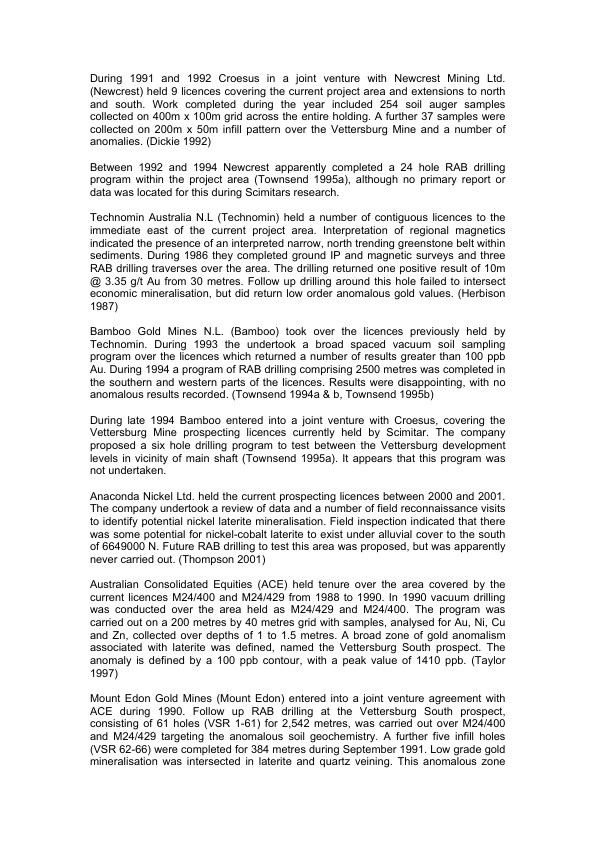 During 1991 and 1992 Croesus in a joint venture with Newcrest Mining Ltd.
(Newcrest) held 9 licences covering the current project area and extensions to north
and south. Work completed during the year included 254 soil auger samples
collected on 400m x 100m grid across the entire holding. A further 37 samples were
collected on 200m x 50m infill pattern over the Vettersburg Mine and a number of
anomalies. (Dickie 1992)
Between 1992 and 1994 Newcrest apparently completed a 24 hole RAB drilling
program within the project area (Townsend 1995a), although no primary report or
data was located for this during Scimitars research.
Technomin Australia N.L (Technomin) held a number of contiguous licences to the
immediate east of the current project area. Interpretation of regional magnetics
indicated the presence of an interpreted narrow, north trending greenstone belt within
sediments. During 1986 they completed ground IP and magnetic surveys and three
RAB drilling traverses over the area. The drilling returned one positive result of 10m
@ 3.35 g/t Au from 30 metres. Follow up drilling around this hole failed to intersect
economic mineralisation, but did return low order anomalous gold values. (Herbison
1987)
Bamboo Gold Mines N.L. (Bamboo) took over the licences previously held by
Technomin. During 1993 the undertook a broad spaced vacuum soil sampling
program over the licences which returned a number of results greater than 100 ppb
Au. During 1994 a program of RAB drilling comprising 2500 metres was completed in
the southern and western parts of the licences. Results were disappointing, with no
anomalous results recorded. (Townsend 1994a & b, Townsend 1995b)
During late 1994 Bamboo entered into a joint venture with Croesus, covering the
Vettersburg Mine prospecting licences currently held by Scimitar. The company
proposed a six hole drilling program to test between the Vettersburg development
levels in vicinity of main shaft (Townsend 1995a). It appears that this program was
not undertaken.
Anaconda Nickel Ltd. held the current prospecting licences between 2000 and 2001.
The company undertook a review of data and a number of field reconnaissance visits
to identify potential nickel laterite mineralisation. Field inspection indicated that there
was some potential for nickel-cobalt laterite to exist under alluvial cover to the south
of 6649000 N. Future RAB drilling to test this area was proposed, but was apparently
never carried out. (Thompson 2001)
Australian Consolidated Equities (ACE) held tenure over the area covered by the
current licences M24/400 and M24/429 from 1988 to 1990. In 1990 vacuum drilling
was conducted over the area held as M24/429 and M24/400. The program was
carried out on a 200 metres by 40 metres grid with samples, analysed for Au, Ni, Cu
and Zn, collected over depths of 1 to 1.5 metres. A broad zone of gold anomalism
associated with laterite was defined, named the Vettersburg South prospect. The
anomaly is defined by a 100 ppb contour, with a peak value of 1410 ppb. (Taylor
1997)
Mount Edon Gold Mines (Mount Edon) entered into a joint venture agreement with
ACE during 1990. Follow up RAB drilling at the Vettersburg South prospect,
consisting of 61 holes (VSR 1-61) for 2,542 metres, was carried out over M24/400
and M24/429 targeting the anomalous soil geochemistry. A further five infill holes
(VSR 62-66) were completed for 384 metres during September 1991. Low grade gold
mineralisation was intersected in laterite and quartz veining. This anomalous zone